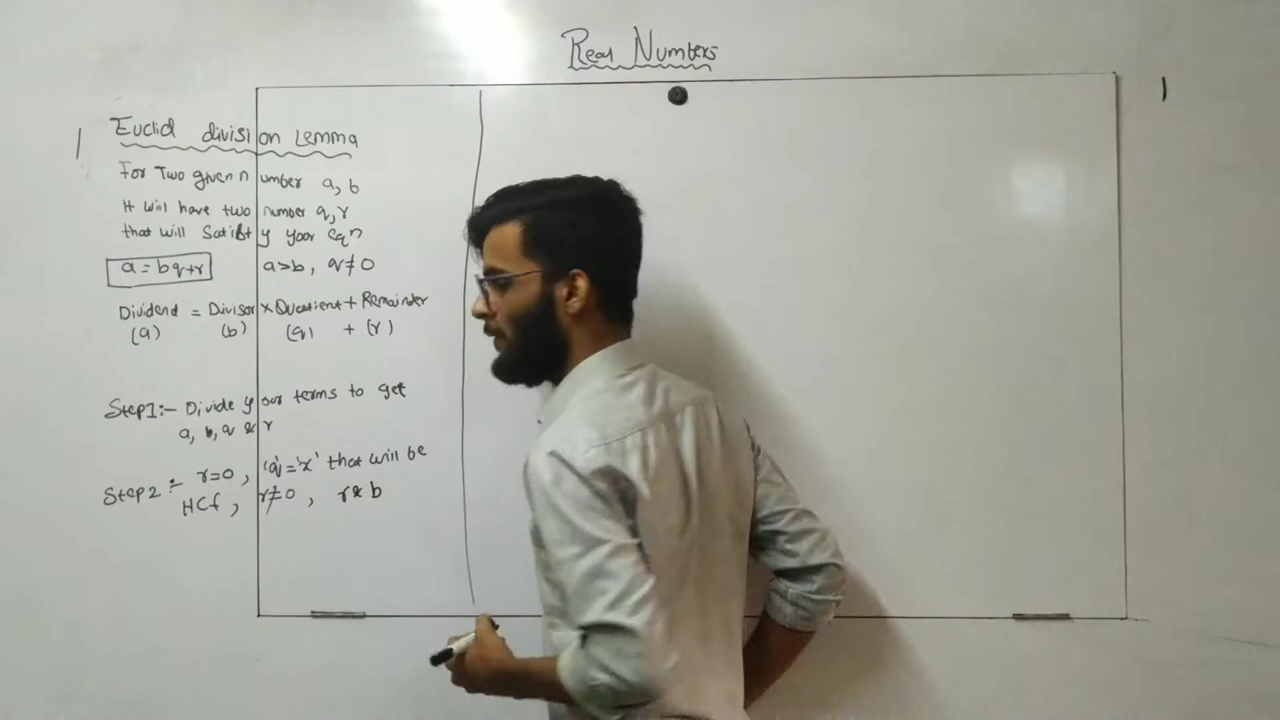 Real Numbers
Euclid division Lemma
For Two given number a, b
It will have two number q, r
that will Satisfy your Eqn
a = bq+r a>b, q≠0
Dividend = Divisor × Quotient + Remainder
(a) (b) (q) + (r)
Step1:- Divide your terms to get
a, b, q & r
Step2:- r=0, 'q'='x' that will be
HCf, r≠0, r & b